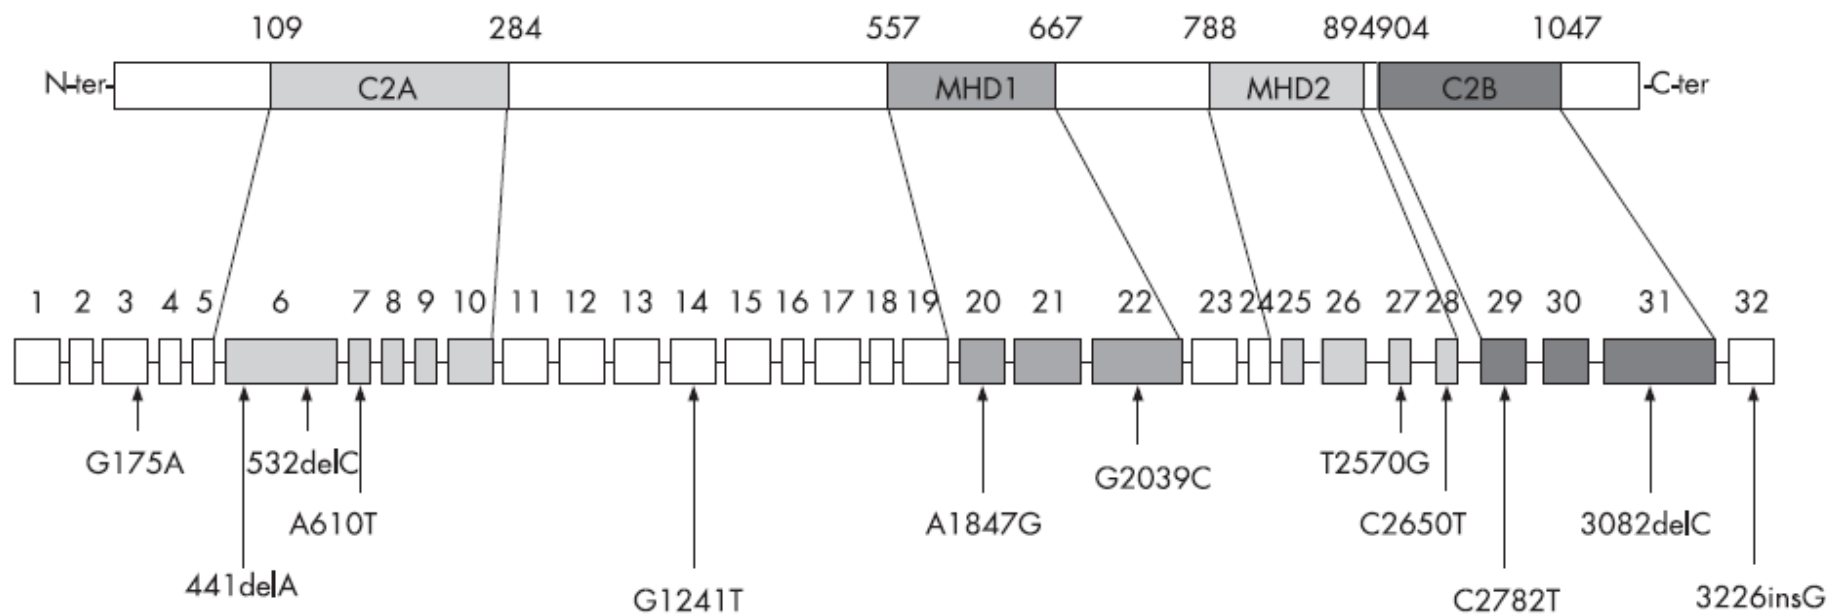 109 284 557 667 788 894904 1047
N-ter- C2A MHD1 MHD2 C2B -C-ter
1 2 3 4 5 6 7 8 9 10 11 12 13 14 15 16 17 18 19 20 21 22 23 24 25 26 27 28 29 30 31 32
G175A 532delC T2570G
G2039C
A610T A1847G C2650T 3082delC
441delA G1241T C2782T 3226insG